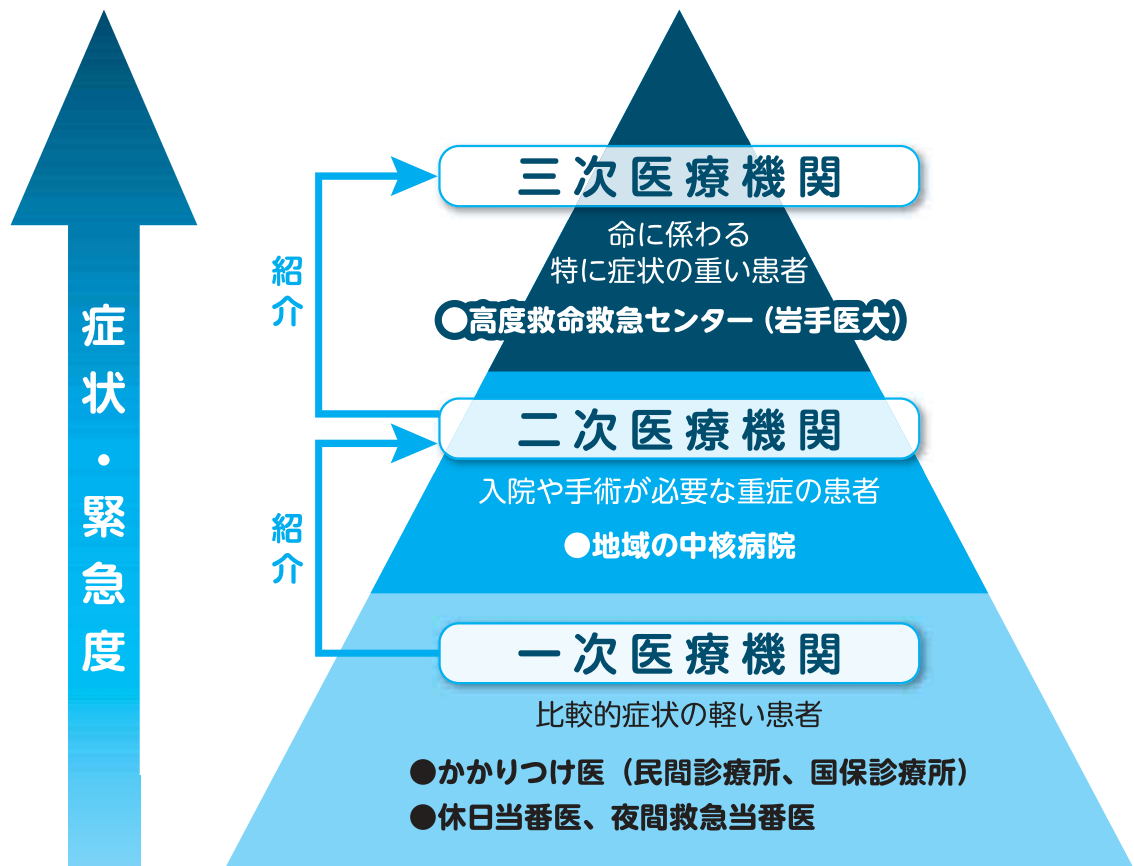 症状・緊急度
紹介
紹介
三次医療機関
命に係わる
特に症状の重い患者
●高度救命救急センター（岩手医大）
二次医療機関
入院や手術が必要な重症の患者
●地域の中核病院
一次医療機関
比較的症状の軽い患者
●かかりつけ医（民間診療所、国保診療所）
●休日当番医、夜間救急当番医